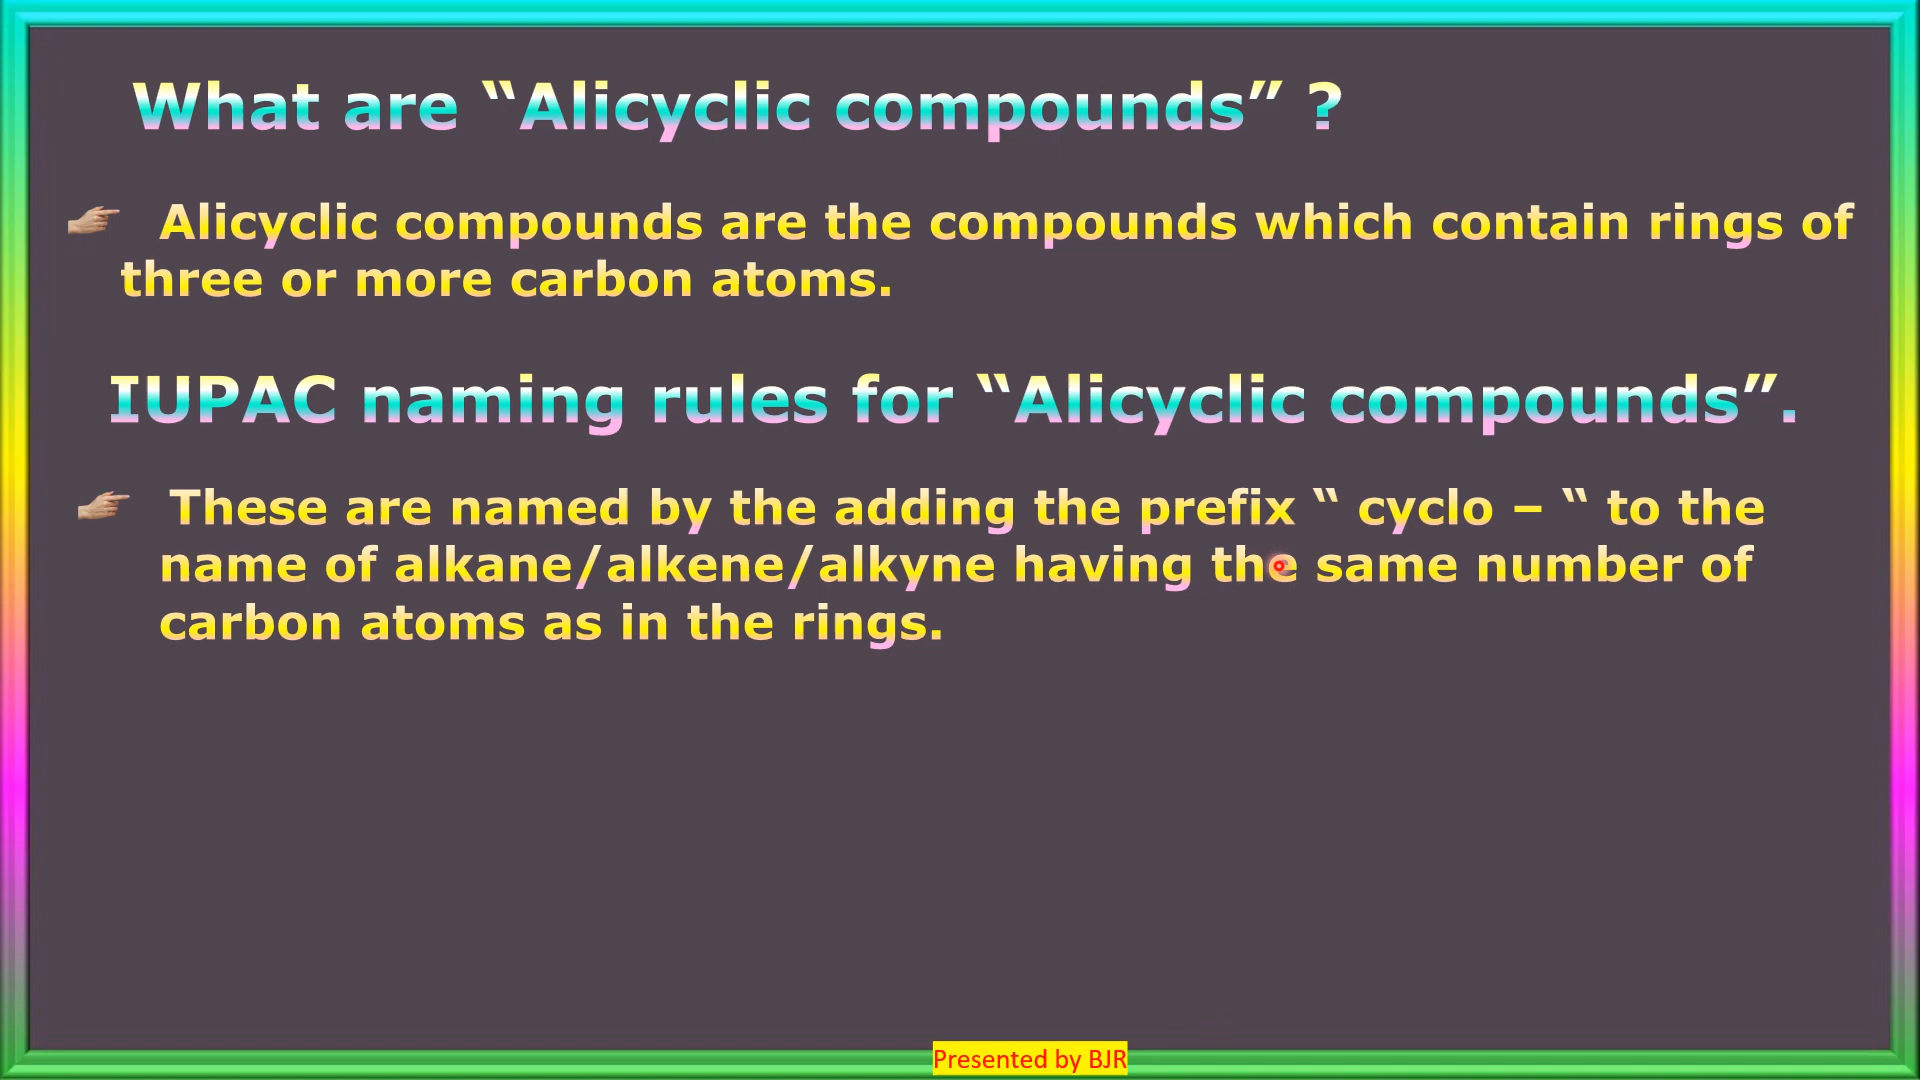 What are “Alicyclic compounds” ?
Alicyclic compounds are the compounds which contain rings of
three or more carbon atoms.
IUPAC naming rules for “Alicyclic compounds”.
These are named by the adding the prefix “ cyclo – “ to the
name of alkane/alkene/alkyne having the same number of
carbon atoms as in the rings.
Presented by BJR